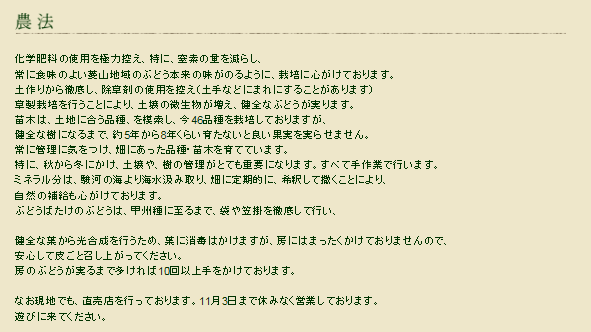 農法
化学肥料の使用を極力控え、特に、窒素の量を減らし、
常に食味のよい菱山地域のぶどう本来の味がのるように、栽培に心がけております。
土作りから徹底し、除草剤の使用を控え(土手などにまれにすることがあります)
草製栽培を行うことにより、土壌の微生物が増え、健全なぶどうが実ります。
苗木は、土地に合う品種、を模索し、今46品種を栽培しておりますが、
健全な樹になるまで、約5年から8年くらい育たないと良い果実を実らせません。
常に管理に気をつけ、畑にあった品種・苗木を育てています。
特に、秋から冬にかけ、土壌や、樹の管理がとても重要になります。すべて手作業で行います。
ミネラル分は、駿河の海より海水汲み取り、畑に定期的に、希釈して撒くことにより、
自然の補給も心がけております。
ぶどうばたけのぶどうは、甲州種に至るまで、袋や笠掛を徹底して行い、
健全な葉から光合成を行うため、葉に消毒はかけますが、房にはまったくかけておりませんので、
安心して皮ごと召し上がってください。
房のぶどうが実るまで多ければ10回以上手をかけております。
なお現地でも、直売店を行っております。11月3日まで休みなく営業しております。
遊びに来てください。